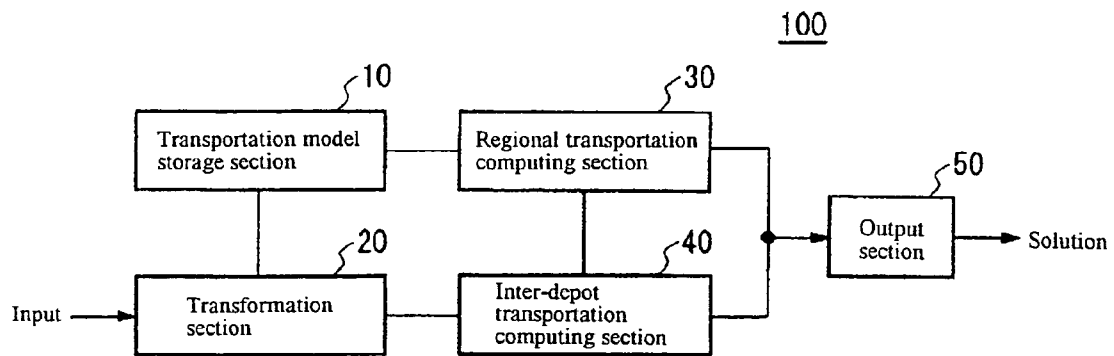 100
10
30
Transportation model
storage section
Regional transportation
computing section
50
20
40
Output
section
Solution
Input
Transformation
section
Inter-depot
transportation
computing section